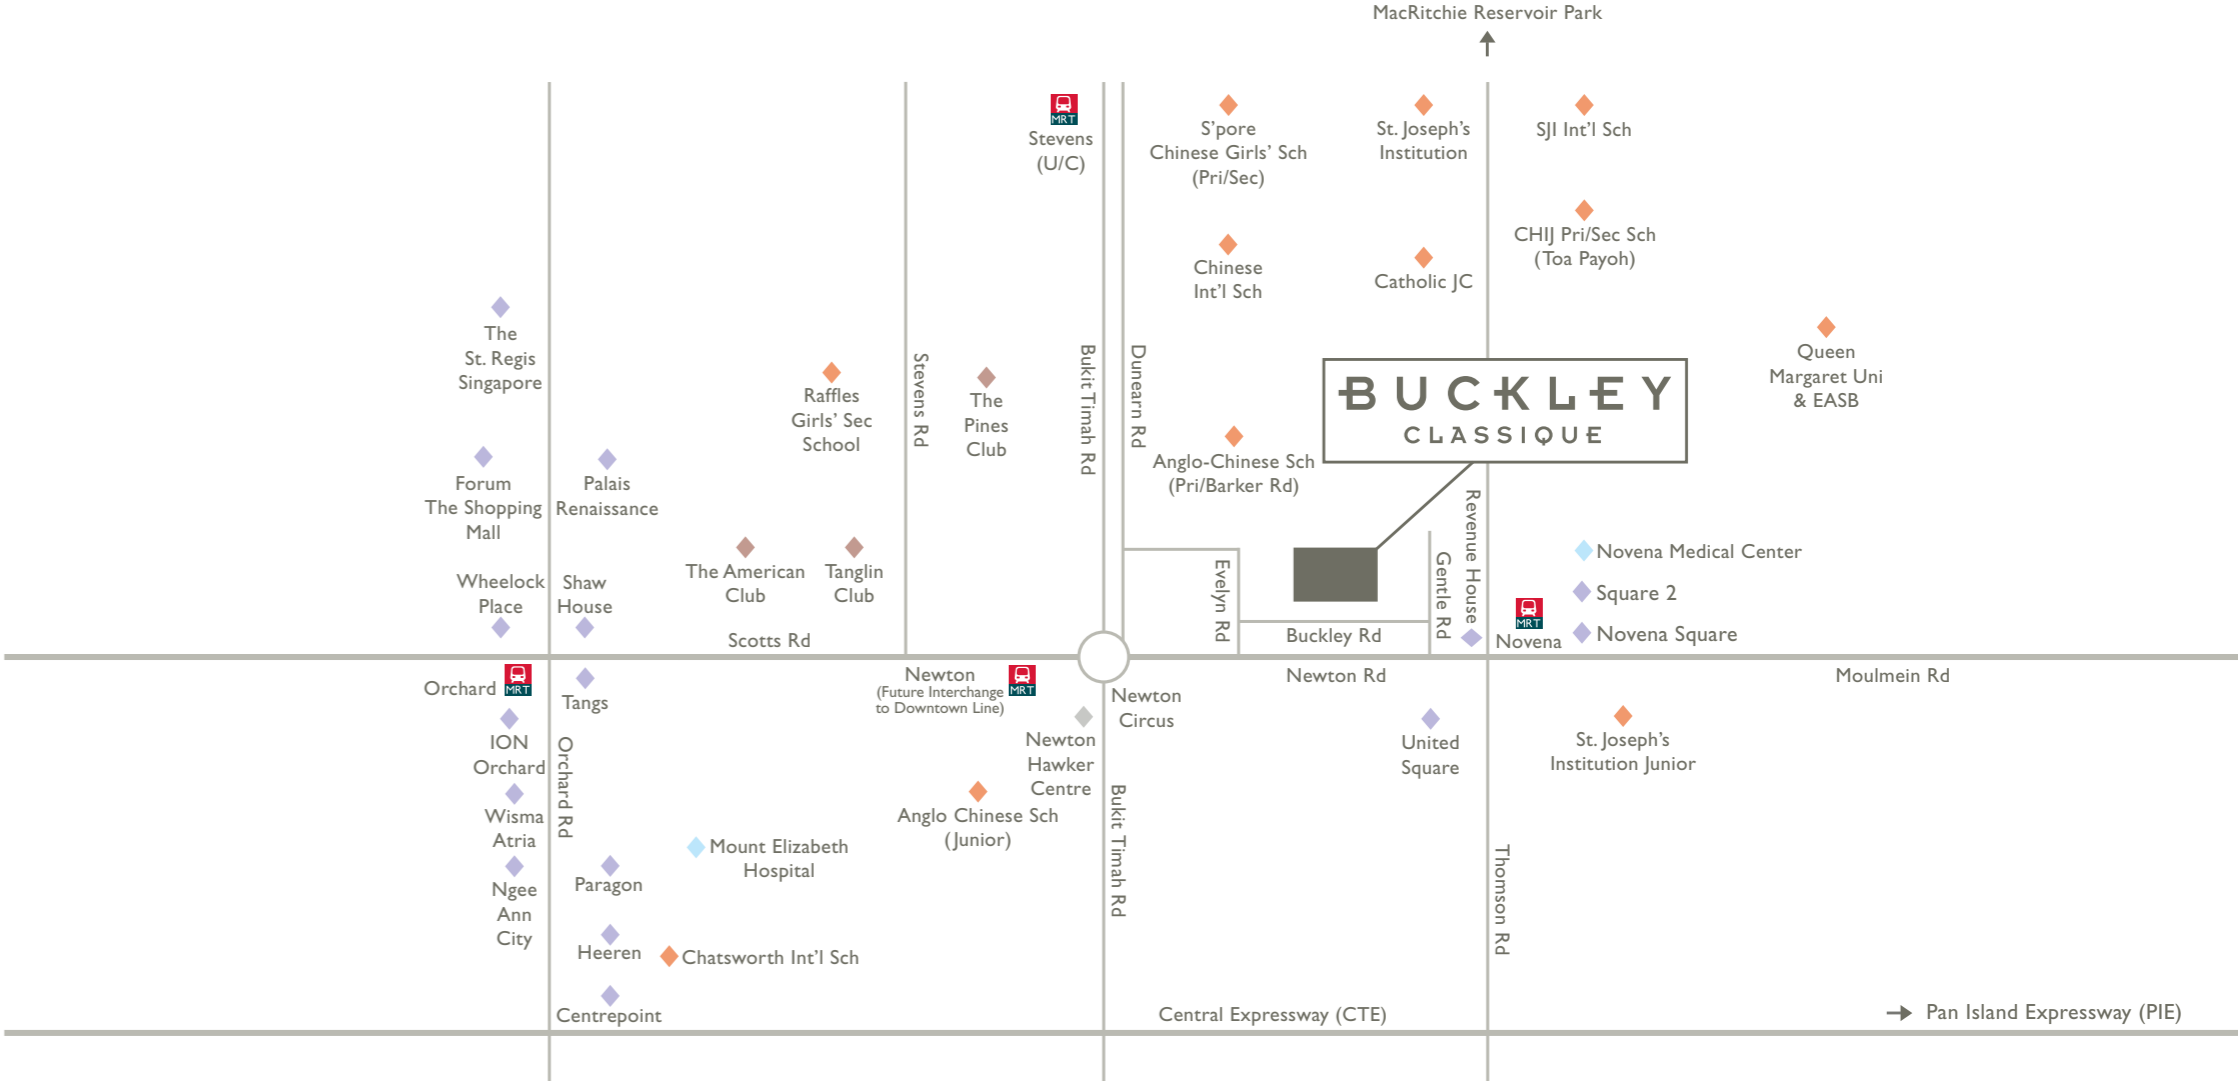 MacRitchie Reservoir Park
MRT
Stevens
(U/C)
S'pore
Chinese Girls' Sch
(Pri/Sec)
St. Joseph's
Institution
SJI Int'l Sch
CHIJ Pri/Sec Sch
(Toa Payoh)
Chinese
Int'l Sch
Catholic JC
The
St. Regis
Singapore
Raffles
Girls' Sec
School
Stevens Rd
The
Pines
Club
Bukit Timah Rd
Dunearn Rd
Anglo-Chinese Sch
(Pri/Barker Rd)
BUCKLEY
CLASSIQUE
Queen
Margaret Uni
& EASB
Forum
The Shopping
Mall
Palais
Renaissance
The American
Club
Tanglin
Club
Wheelock
Place
Shaw
House
Scotts Rd
Evelyn Rd
Buckley Rd
Gentle Rd
Revenue House
MRT
Novena
Novena Medical Center
Square 2
Novena Square
Orchard
MRT
Tangs
Newton
(Future Interchange
to Downtown Line)
MRT
Newton
Circus
Newton Rd
Moulmein Rd
ION
Orchard
Orchard Rd
Newton
Hawker
Centre
United
Square
St. Joseph's
Institution Junior
Wisma
Atria
Anglo Chinese Sch
(Junior)
Bukit Timah Rd
Mount Elizabeth
Hospital
Thomson Rd
Ngee
Ann
City
Paragon
Heeren
Chatsworth Int'l Sch
Centrepoint
Central Expressway (CTE)
Pan Island Expressway (PIE)